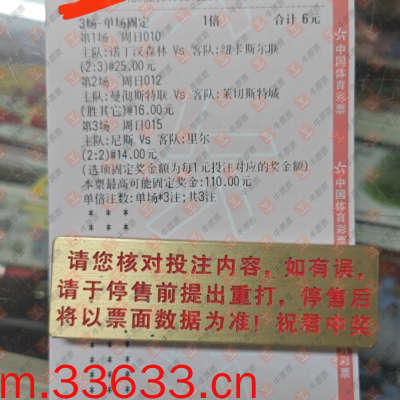 3场-单场固定 1倍 合计 6元
第1场 周日010
主队:诺丁汉森林 Vs 客队:纽卡斯尔联
(2:3)@25.00元
第2场 周日012
主队:曼彻斯特联 Vs 客队:莱切斯特城
(胜其它)@16.00元
第3场 周日015
主队:尼斯 Vs 客队:里尔
(2:2)@14.00元
(选项固定奖金额为每1元投注对应的奖金额)
本票最高可能固定奖金:110.00元
单倍注数:单场*3注;共3注
中国体育彩票
中国体育彩票
请您核对投注内容，如有误，
请于停售前提出重打，停售后
将以票面数据为准！祝君中奖
m.33633.cn